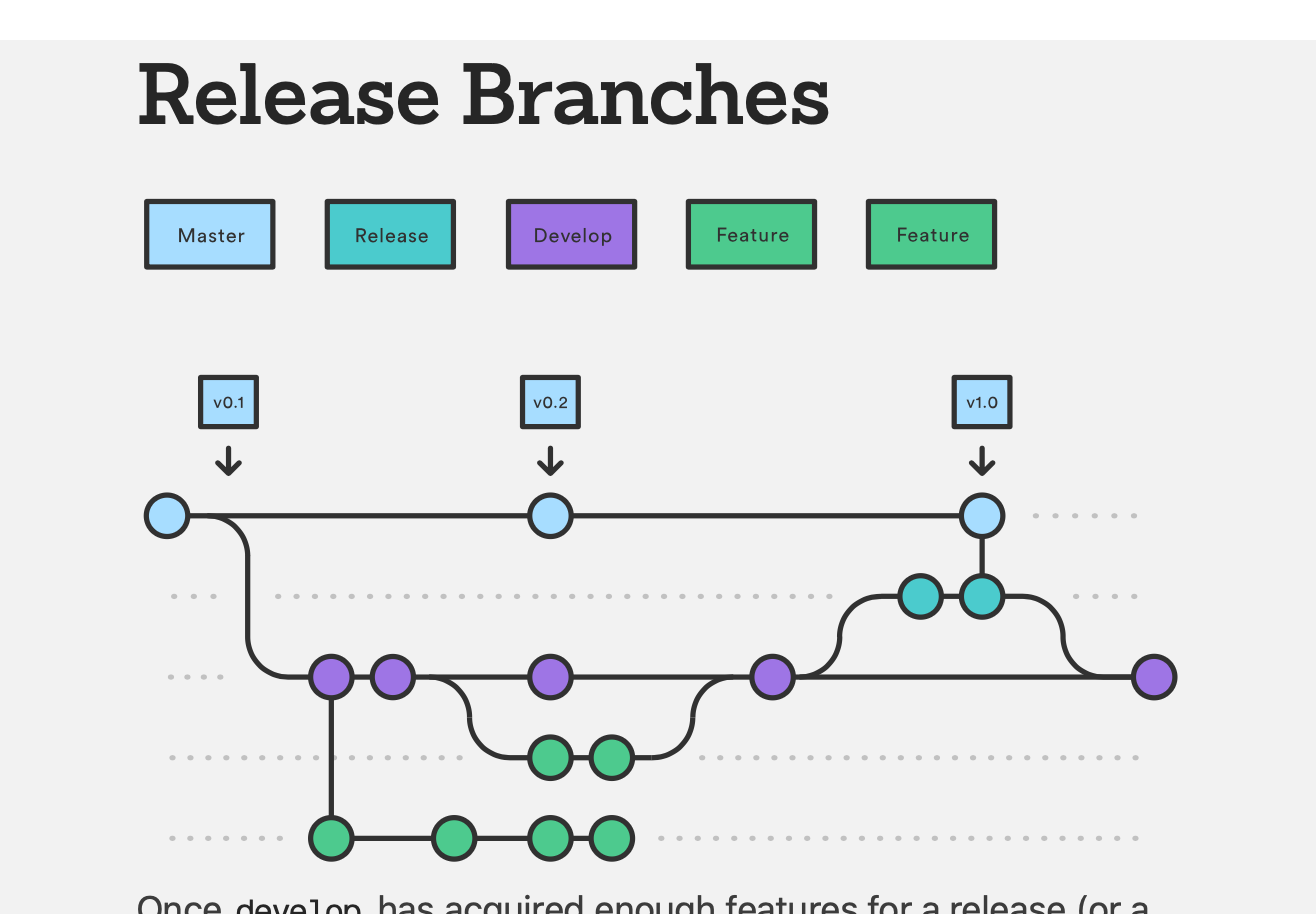 Release Branches
Master Release Develop Feature Feature
v0.1 v0.2 v1.0
Once develop has acquired enough features for a release (or a